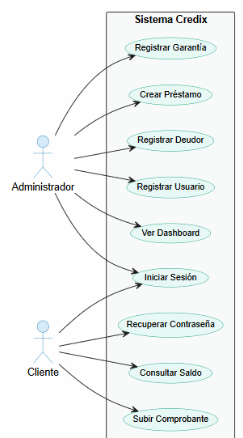 Sistema Credix
Registrar Garantía
Crear Préstamo
Registrar Deudor
Administrador
Registrar Usuario
Ver Dashboard
Iniciar Sesión
Recuperar Contraseña
Cliente
Consultar Saldo
Subir Comprobante